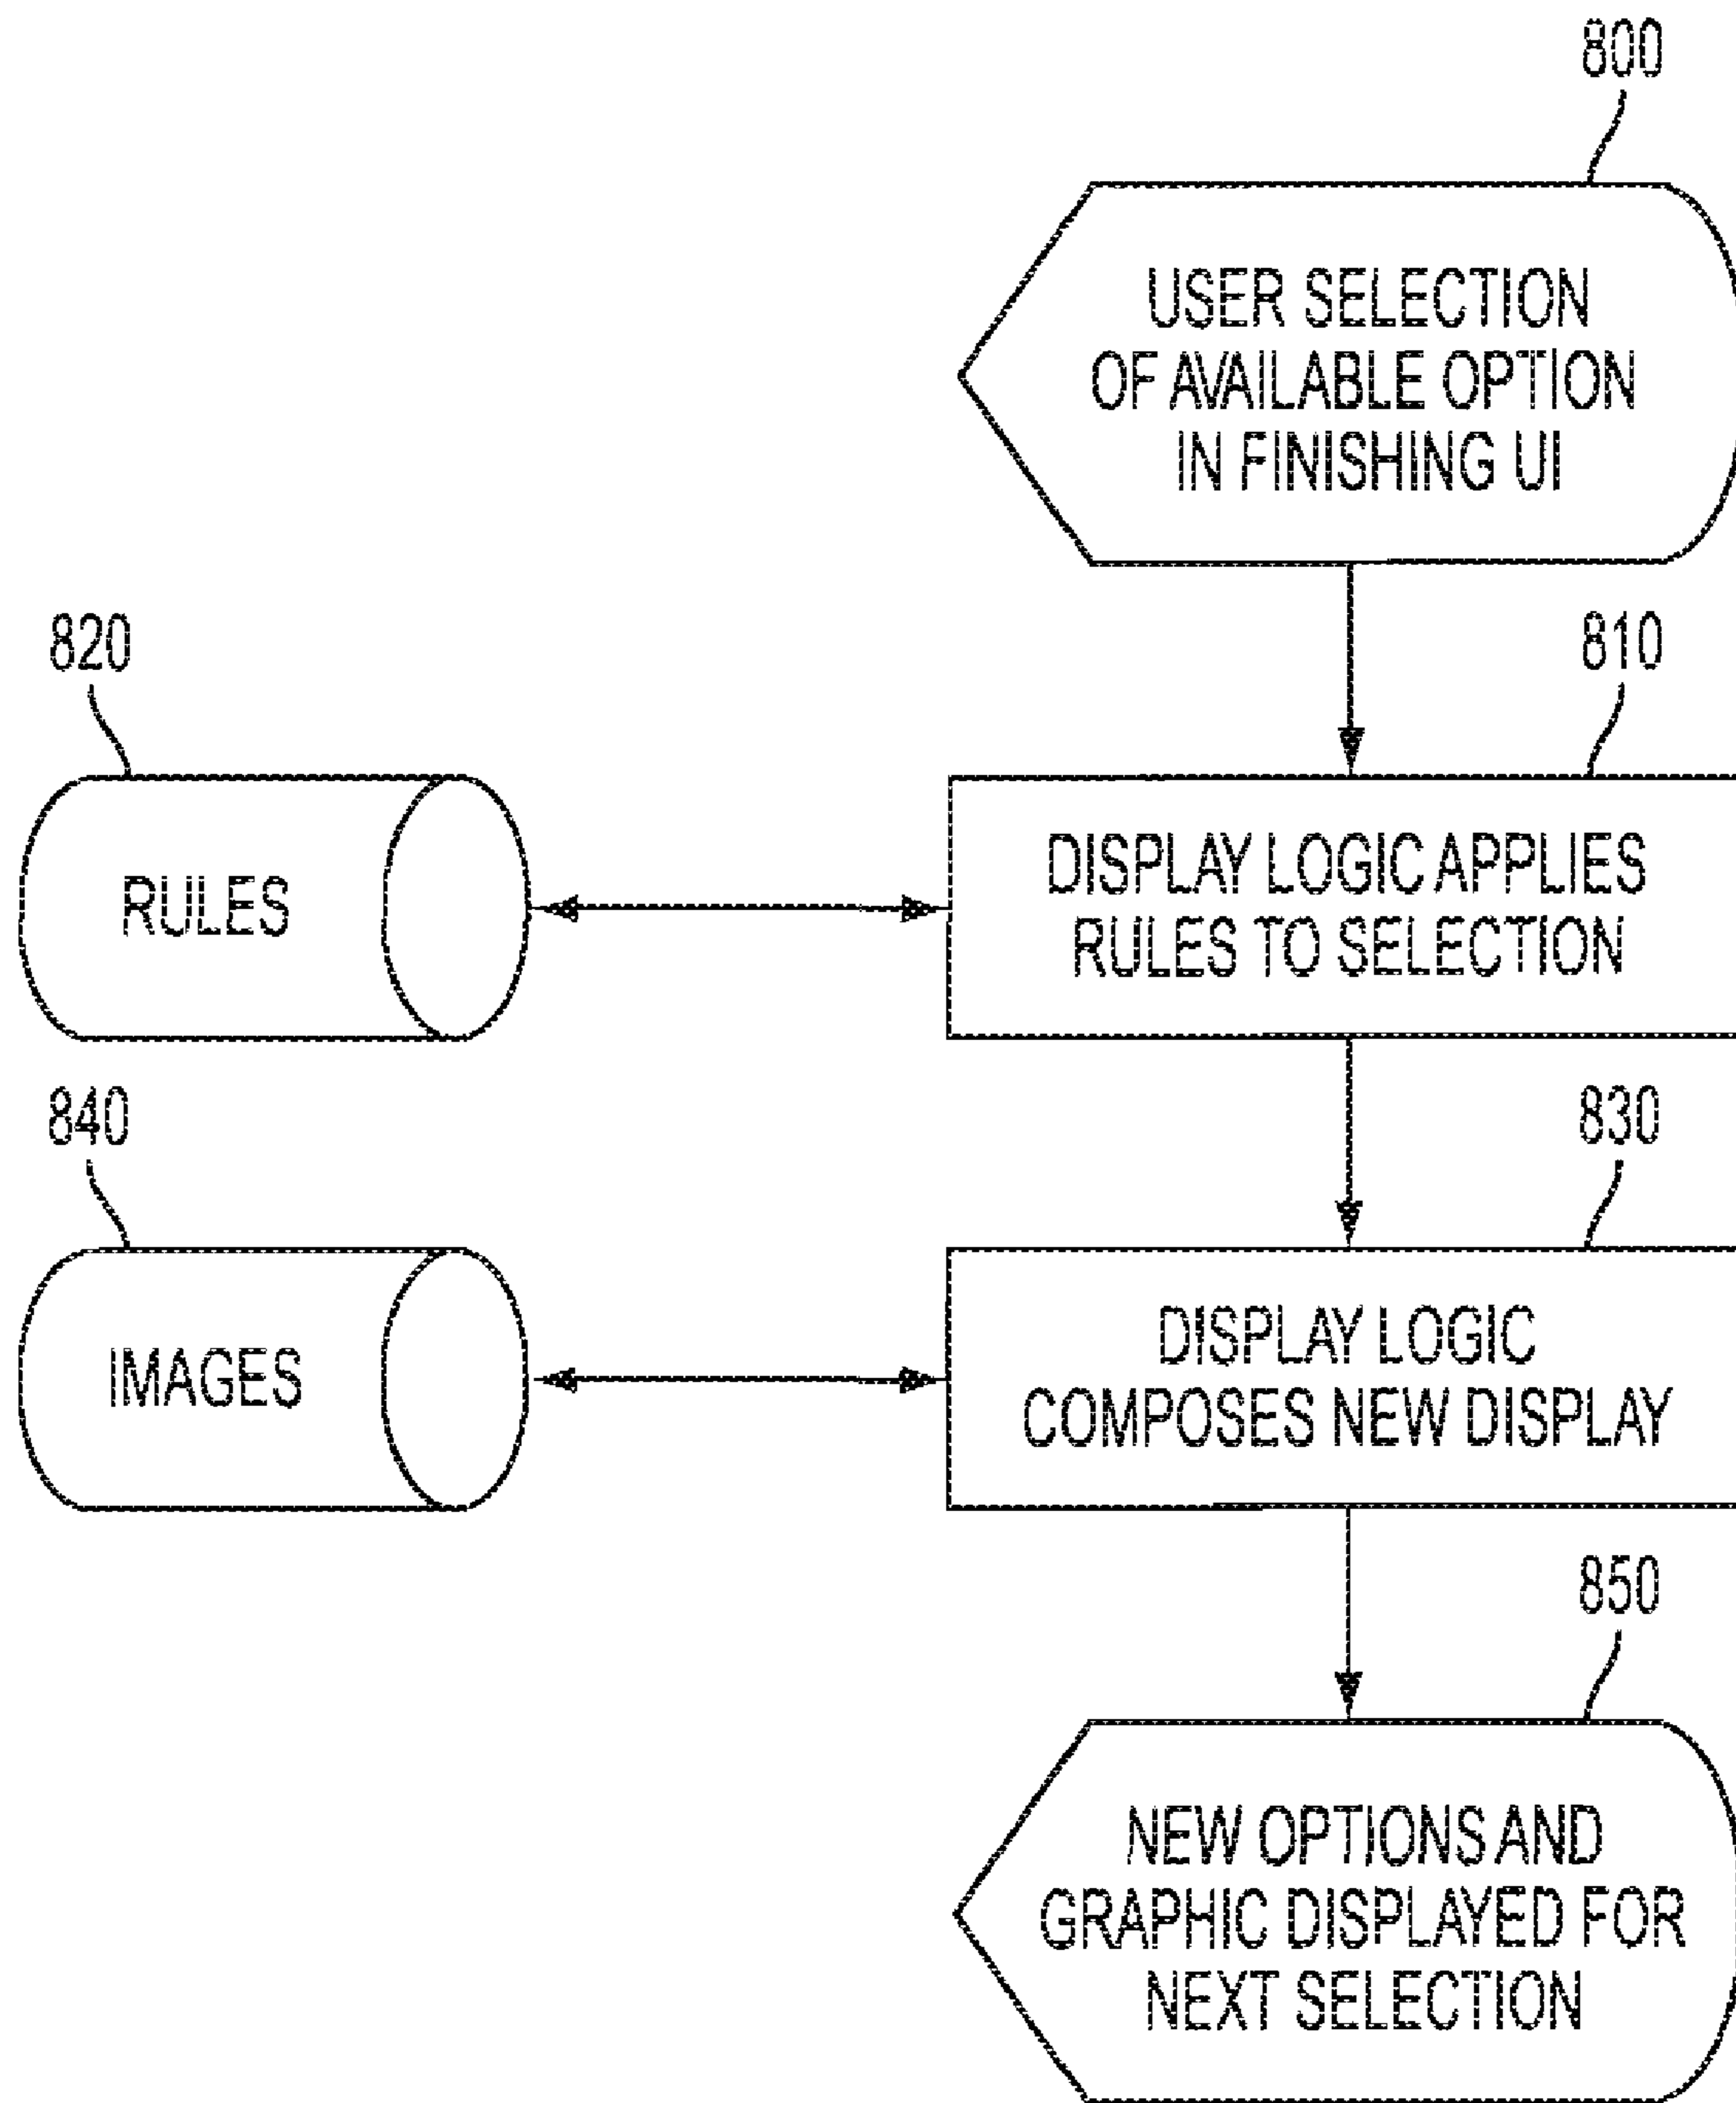 800
USER SELECTION
OF AVAILABLE OPTION
IN FINISHING UI
820
810
RULES
DISPLAY LOGIC APPLIES
RULES TO SELECTION
840
830
IMAGES
DISPLAY LOGIC
COMPOSES NEW DISPLAY
850
NEW OPTIONS AND
GRAPHIC DISPLAYED FOR
NEXT SELECTION